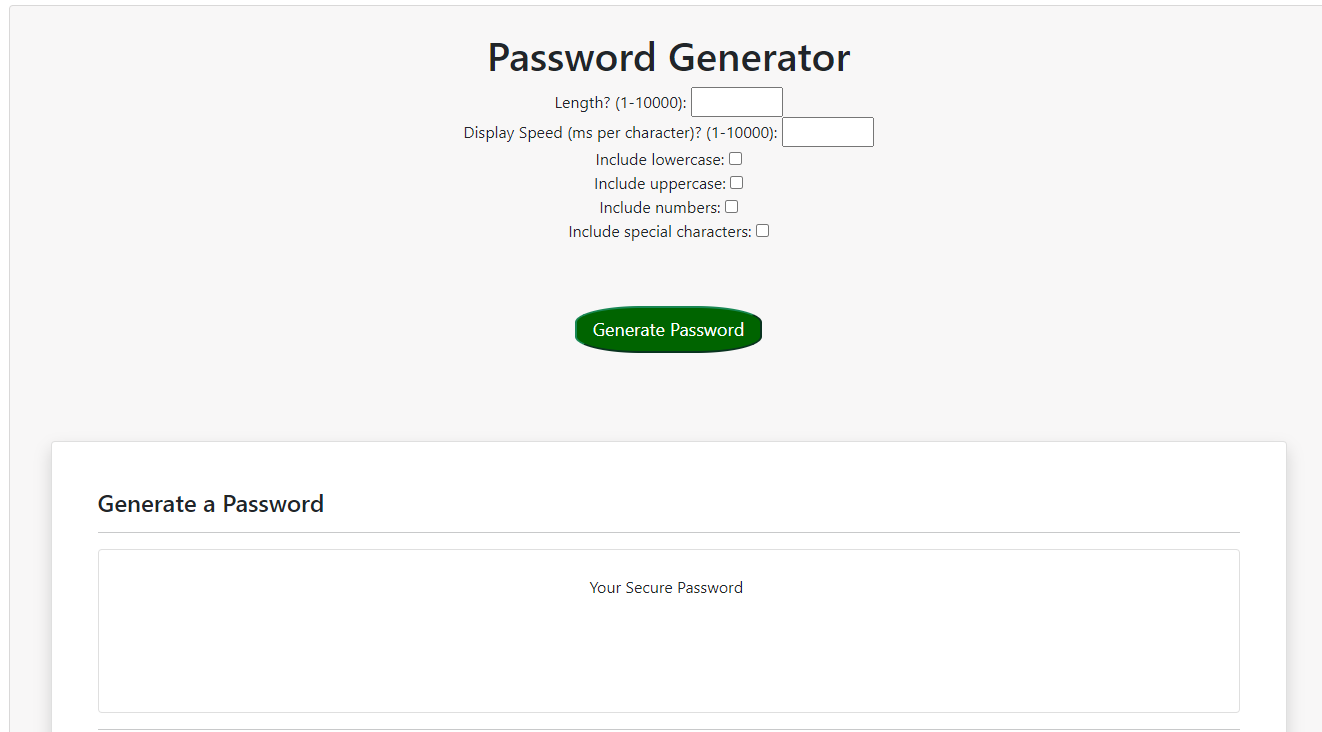 Password Generator
Length? (1-10000):
Display Speed (ms per character)? (1-10000):
Include lowercase:
Include uppercase:
Include numbers:
Include special characters:
Generate Password
Generate a Password
Your Secure Password